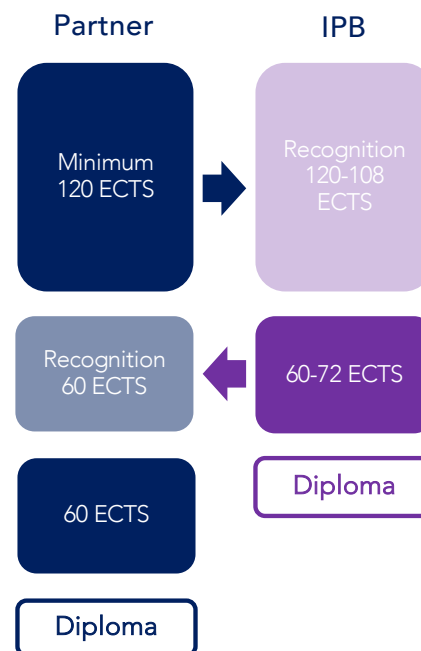 Partner
IPB
Minimum
120 ECTS
Recognition
120-108
ECTS
Recognition
60 ECTS
60-72 ECTS
60 ECTS
Diploma
Diploma